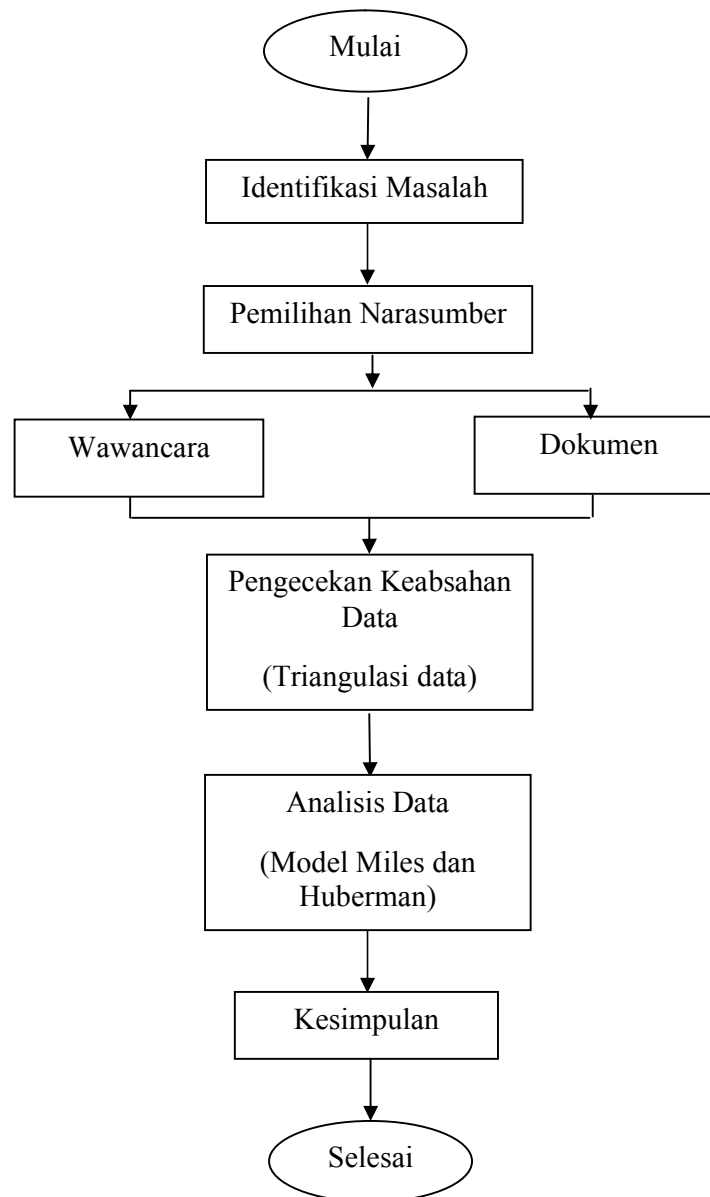 Mulai
Identifikasi Masalah
Pemilihan Narasumber
Wawancara
Dokumen
Pengecekan Keabsahan
Data
(Triangulasi data)
Analisis Data
(Model Miles dan
Huberman)
Kesimpulan
Selesai